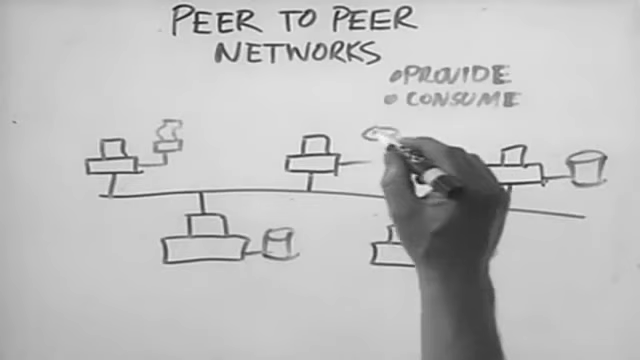 PEER TO PEER
NETWORKS
• PROVIDE
• CONSUME